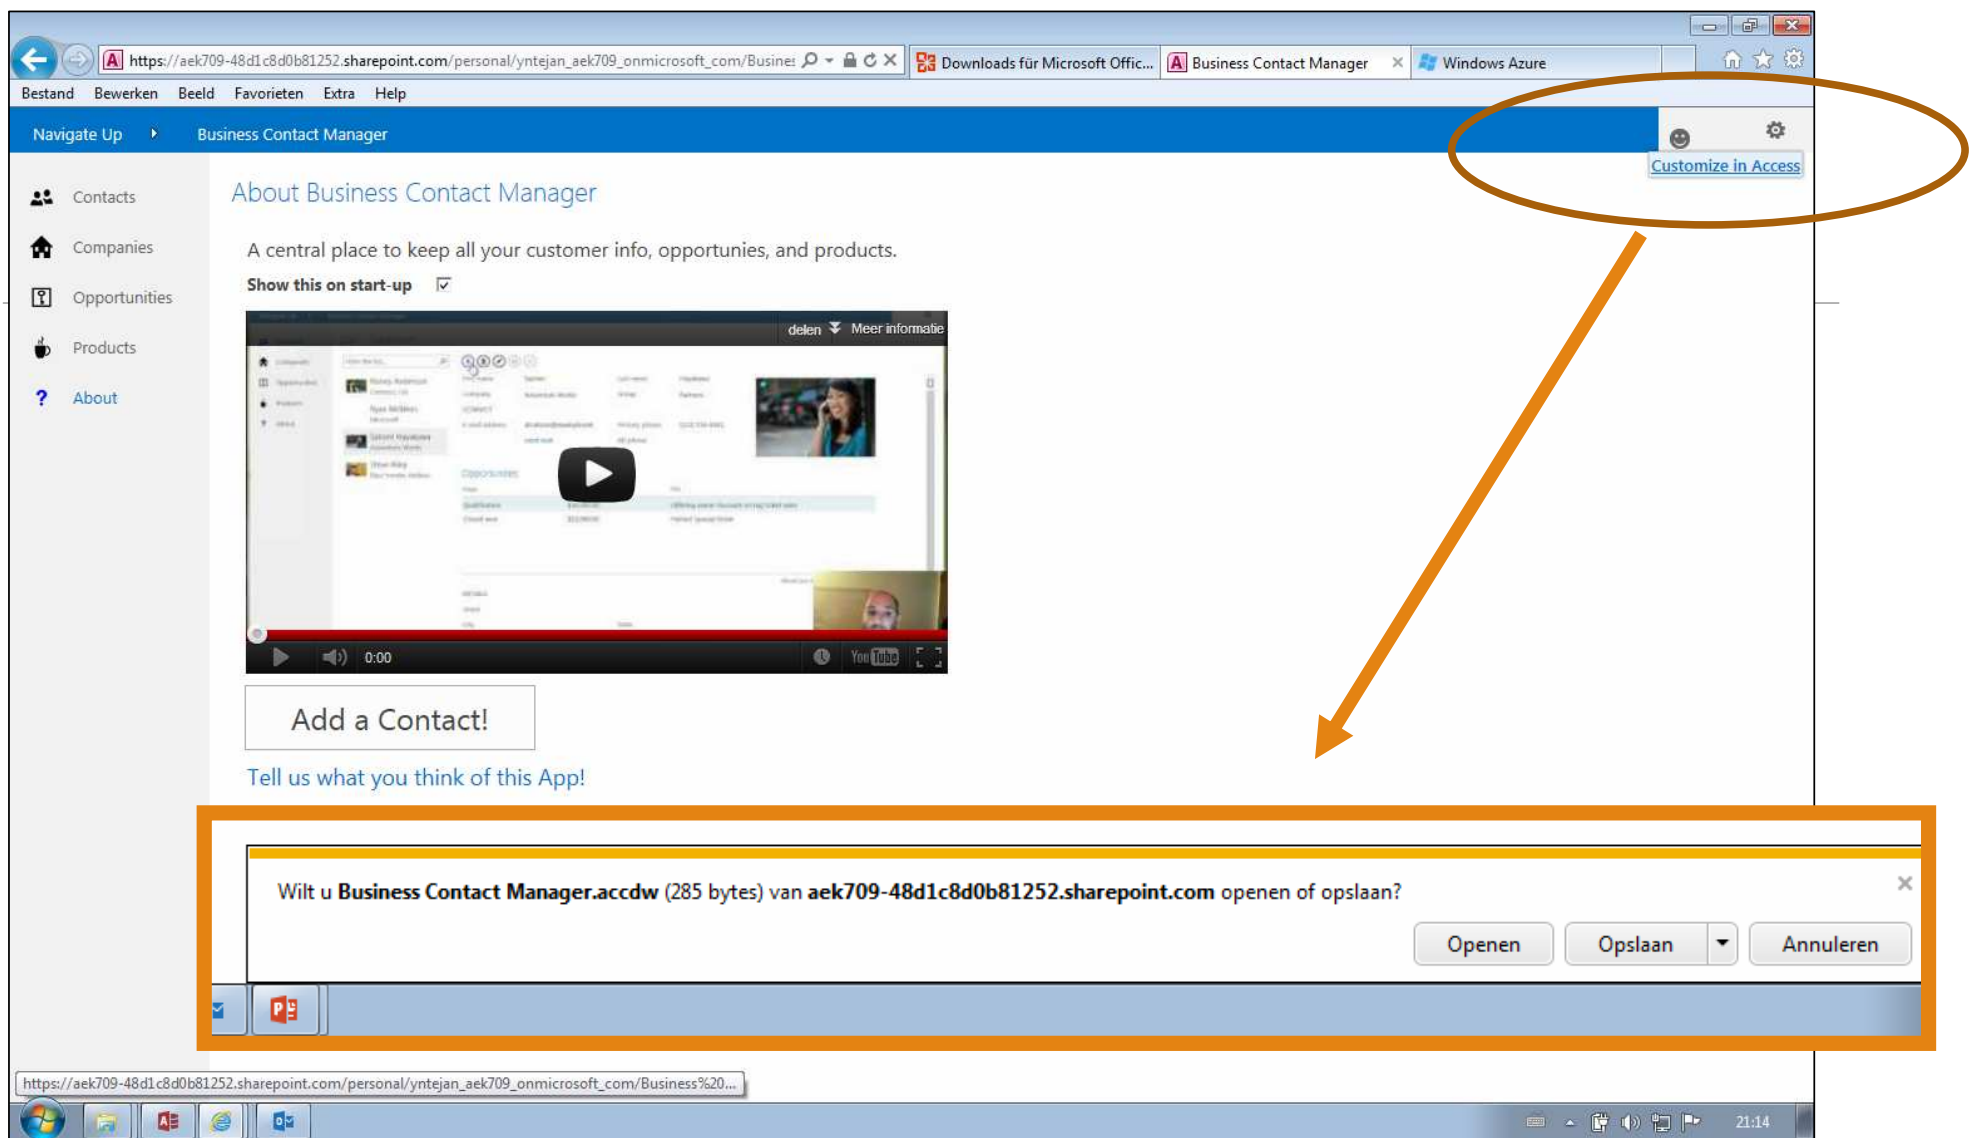 https://aek709-48d1c8d0b81252.sharepoint.com/personal/yntejan_aek709_onmicrosoft_com/Busines
Downloads für Microsoft Offic...
Business Contact Manager
Windows Azure
Bestand Bewerken Beeld Favorieten Extra Help
Navigate Up
Business Contact Manager
Customize in Access
Contacts
Companies
Opportunities
Products
? About
About Business Contact Manager
A central place to keep all your customer info, opportunies, and products.
Show this on start-up
delen
Meer informatie
Opportunities
0:00
YouTube
Add a Contact!
Tell us what you think of this App!
Wilt u Business Contact Manager.accdw (285 bytes) van aek709-48d1c8d0b81252.sharepoint.com openen of opslaan?
Openen Opslaan Annuleren
https://aek709-48d1c8d0b81252.sharepoint.com/personal/yntejan_aek709_onmicrosoft_com/Business%20...
21:14